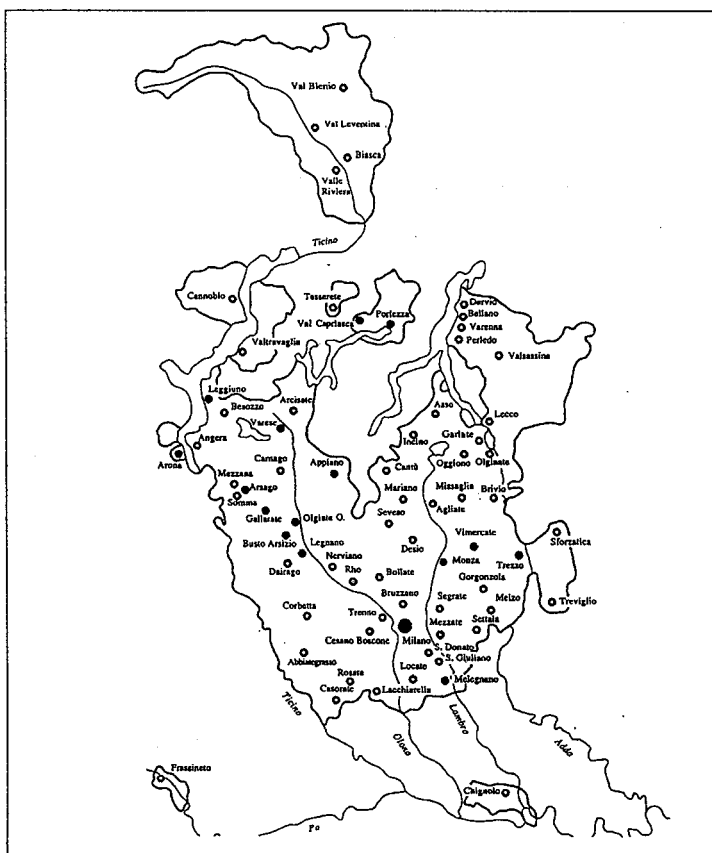 Val Blenio
Val Leventina
Biasca
Valle
Riviera
Ticino
Cannobio
Tesserete
Val Capriasca
Porlezza
Dervio
Bellano
Varenna
Perledo
Valsassina
Valtravaglia
Leggiuno
Besozzo
Arcisate
Varese
Asso
Lecco
Incino
Garlate
Angera
Arona
Carnago
Appiano
Cantù
Oggiono
Olginate
Mezzana
Arsago
Somma
Mariano
Missaglia
Brivio
Agliate
Gallarate
Olgiate O.
Seveso
Busto Arsizio
Legnano
Desio
Vimercate
Sforzatica
Dairago
Nerviano
Rho
Bollate
Monza
Trezzo
Gorgonzola
Bruzzano
Segrate
Melzo
Treviglio
Corbetta
Trenno
Mezzate
Settala
Cesano Boscone
Milano
S. Donato
S. Giuliano
Abbiategrasso
Rosate
Locate
Melegnano
Casorate
Lacchiarella
Ticino
Olona
Lambro
Adda
Frassineto
Chignolo
Po